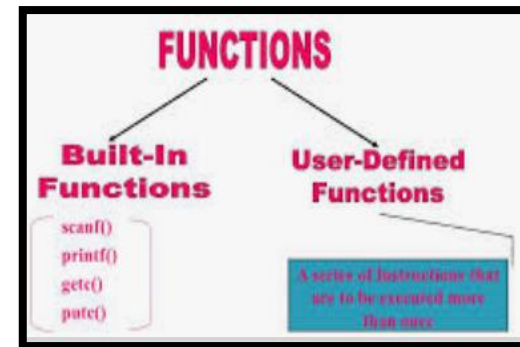 FUNCTIONS
Built-In
Functions
User-Defined
Functions
scanf()
printf()
getc()
putc()
A series of Instructions that
are to be executed more
than once